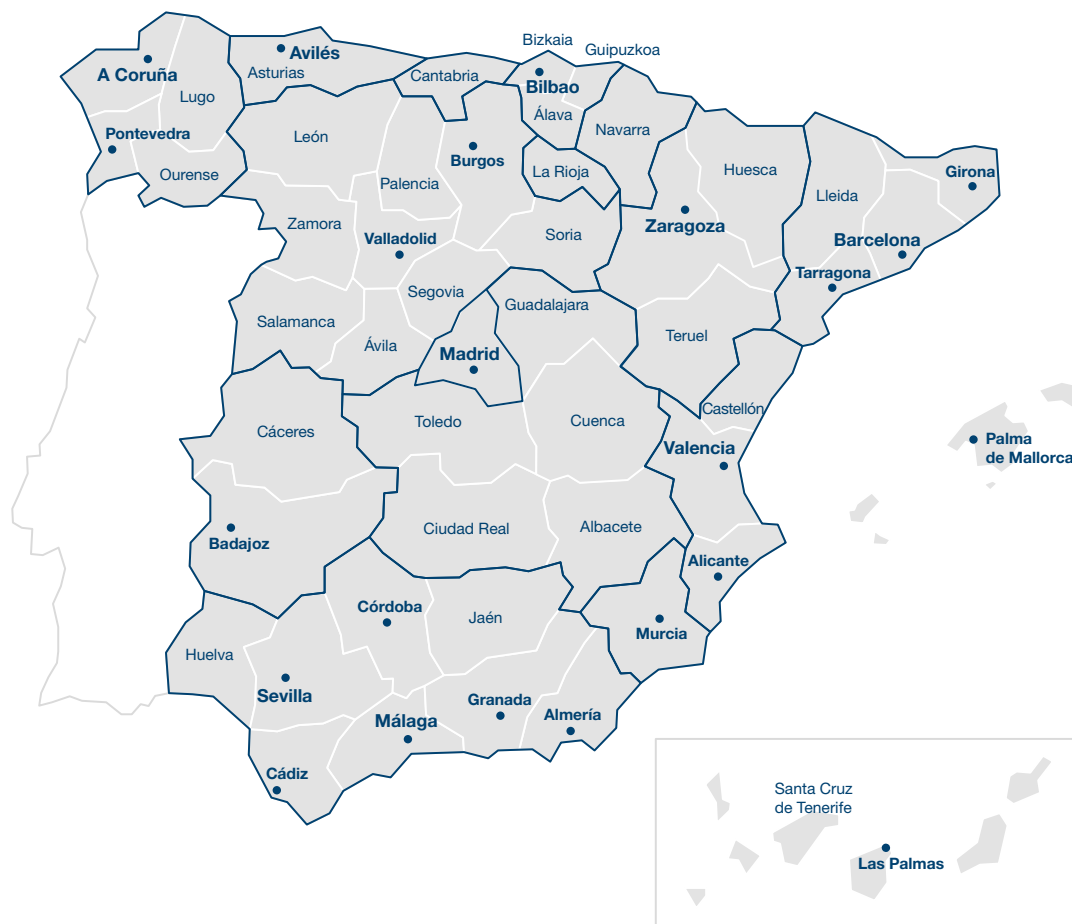 Bizkaia
Guipuzkoa
Avilés
A Coruña
Asturias
Cantabria
Bilbao
Lugo
Álava
Navarra
León
Pontevedra
Burgos
La Rioja
Huesca
Ourense
Palencia
Girona
Lleida
Zamora
Zaragoza
Soria
Valladolid
Barcelona
Tarragona
Segovia
Guadalajara
Salamanca
Ávila
Madrid
Teruel
Castellón
Toledo
Cuenca
Cáceres
Valencia
Palma
de Mallorca
Ciudad Real
Albacete
Badajoz
Alicante
Córdoba
Jaén
Murcia
Huelva
Sevilla
Granada
Almería
Málaga
Cádiz
Santa Cruz
de Tenerife
Las Palmas